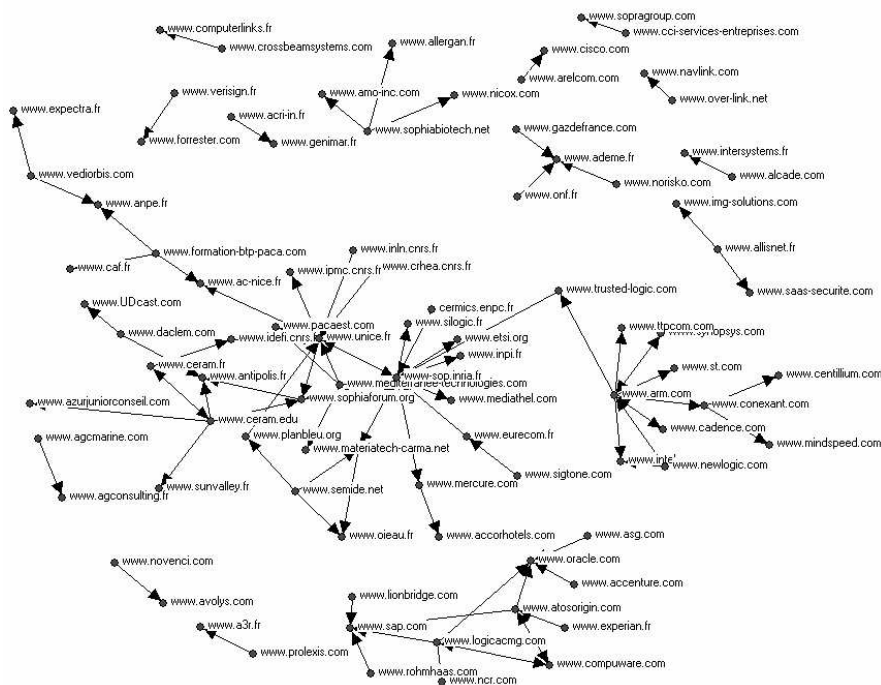 www.sopragroup.com
www.computerlinks.fr
www.cci-services-entreprises.com
www.allergan.fr
www.crossbeamsystems.com
www.cisco.com
www.navlink.com
www.arelcom.com
www.verisign.fr
www.amo-inc.com
www.nicox.com
www.over-link.net
www.expectra.fr
www.acri-in.fr
www.gazdefrance.com
www.sophiabiotech.net
www.forrester.com
www.genimar.fr
www.intersystems.fr
www.ademe.fr
www.vediorbis.com
www.alcade.com
www.norisko.com
www.onf.fr
www.anpe.fr
www.img-solutions.com
www.inln.cnrs.fr
www.allisnet.fr
www.formation-btp-paca.com
www.caf.fr
www.ipmc.cnrs.fr
www.crhea.cnrs.fr
www.ac-nice.fr
www.trusted-logic.com
www.saas-securite.com
www.UDcast.com
cermics.enpc.fr
www.pacaest.com
www.silogic.fr
www.ttpcom.com
www.synopsys.com
www.daclem.com
www.idefi.cnrs.fr
www.unice.fr
www.etsi.org
www.inpi.fr
www.ceram.fr
www.st.com
www.antipolis.fr
www-sop.inria.fr
www.centillium.com
www.mediterranee-technologies.com
www.arm.com
www.azurjuniorconseil.com
www.sophiaforum.org
www.mediathel.com
www.conexant.com
www.ceram.edu
www.cadence.com
www.agcmarine.com
www.planbleu.org
www.eurecom.fr
www.mindspeed.com
www.materiatech-carma.net
www.newlogic.com
www.sigtone.com
www.sunvalley.fr
www.semide.net
www.mercure.com
www.agconsulting.fr
www.oieau.fr
www.accorhotels.com
www.asg.com
www.novenci.com
www.oracle.com
www.accenture.com
www.lionbridge.com
www.avolys.com
www.atosorigin.com
www.a3r.fr
www.sap.com
www.experian.fr
www.logicacmg.com
www.prolexis.com
www.compuware.com
www.rohmhaas.com
www.ncr.com